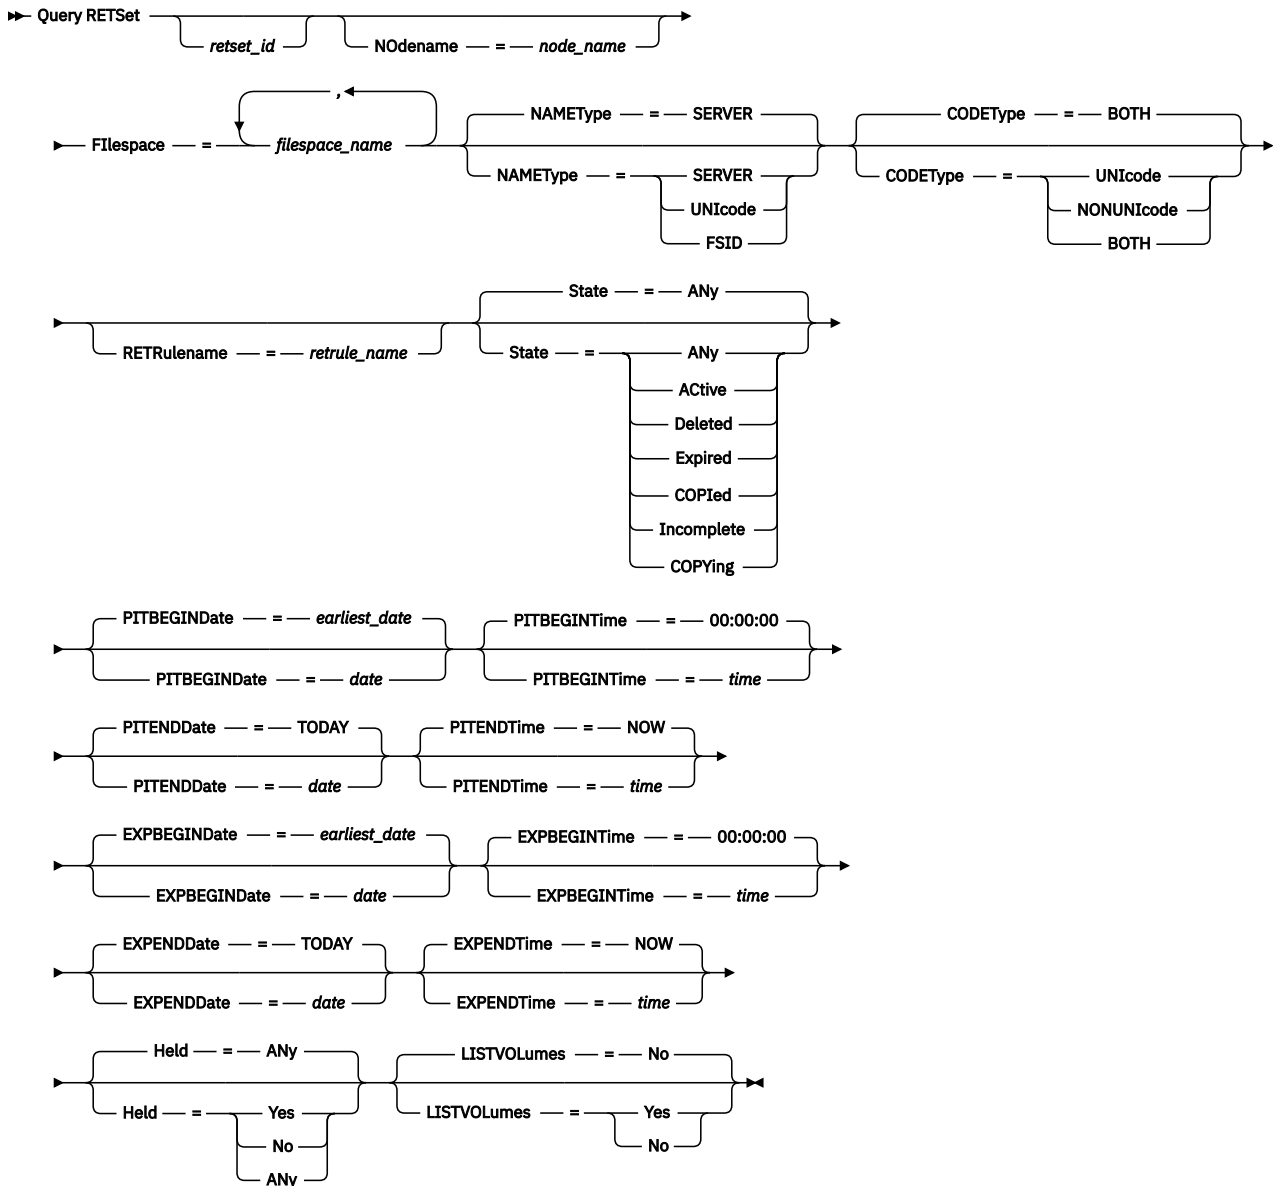 Query RETSet
retset_id NOdename = node_name
,
FIlespace = filespace_name
NAMEType = SERVER
NAMEType = SERVER
UNIcode
FSID
CODEType = BOTH
CODEType = UNIcode
NONUNIcode
BOTH
RETRulename = retrule_name
State = ANy
State = ANy
ACtive
Deleted
Expired
COPIed
Incomplete
COPYing
PITBEGINDate = earliest_date
PITBEGINDate = date
PITBEGINTime = 00:00:00
PITBEGINTime = time
PITENDDate = TODAY
PITENDDate = date
PITENDTime = NOW
PITENDTime = time
EXPBEGINDate = earliest_date
EXPBEGINDate = date
EXPBEGINTime = 00:00:00
EXPBEGINTime = time
EXPENDDate = TODAY
EXPENDDate = date
EXPENDTime = NOW
EXPENDTime = time
Held = ANy
Held = Yes
No
ANy
LISTVOLumes = No
LISTVOLumes = Yes
No